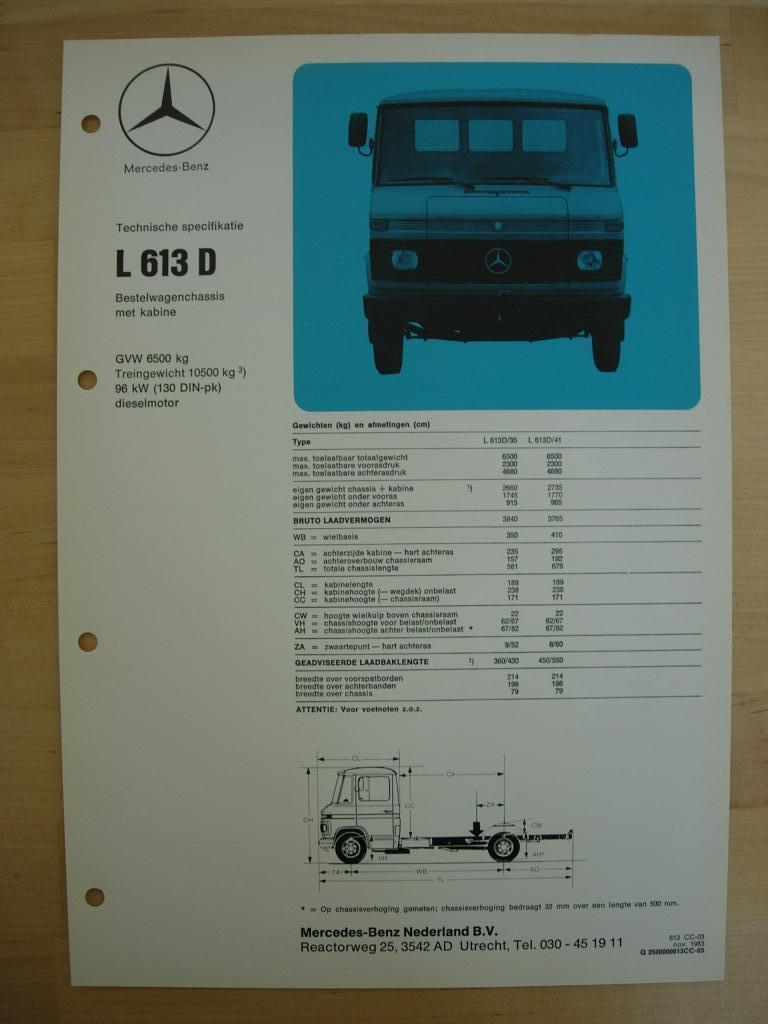 Mercedes-Benz
Technische specifikatie
L 613 D
Bestelwagenchassis
met kabine
GVW 6500 kg
Treingewicht 10500 kg ³)
96 kW (130 DIN-pk)
dieselmotor
Gewichten (kg) en afmetingen (cm)
Type L 613D/35 L 613D/41
max. toelaatbaar totaalgewicht 6500 6500
max. toelaatbare voorasdruk 2300 2300
max. toelaatbare achterasdruk 4680 4680
eigen gewicht chassis + kabine ¹) 2660 2735
eigen gewicht onder vooras 1745 1770
eigen gewicht onder achteras 915 965
BRUTO LAADVERMOGEN 3840 3765
WB = wielbasis 350 410
CA = achterzijde kabine — hart achteras 235 295
AO = achteroverbouw chassisraam 157 192
TL = totale chassislengte 581 676
CL = kabinelengte 189 189
CH = kabinehoogte (— wegdek) onbelast 238 238
CC = kabinehoogte (— chassisraam) 171 171
CW = hoogte wielkuip boven chassisraam 22 22
VH = chassishoogte voor belast/onbelast 62/67 62/67
AH = chassishoogte achter belast/onbelast * 67/82 67/82
ZA = zwaartepunt — hart achteras 9/52 8/60
GEADVISEERDE LAADBAKLENGTE ²) 360/430 450/550
breedte over voorspatborden 214 214
breedte over achterbanden 198 198
breedte over chassis 79 79
ATTENTIE: Voor voetnoten z.o.z.
CL
CA
CH
CC
ZA
CW
VH
AH*
74
WB
AO
TL
* = Op chassisverhoging gemeten; chassisverhoging bedraagt 32 mm over een lengte van 500 mm.
Mercedes-Benz Nederland B.V.
Reactorweg 25, 3542 AD Utrecht, Tel. 030 - 45 19 11
613 CC-03
nov. 1983
Q 2500000613CC-03